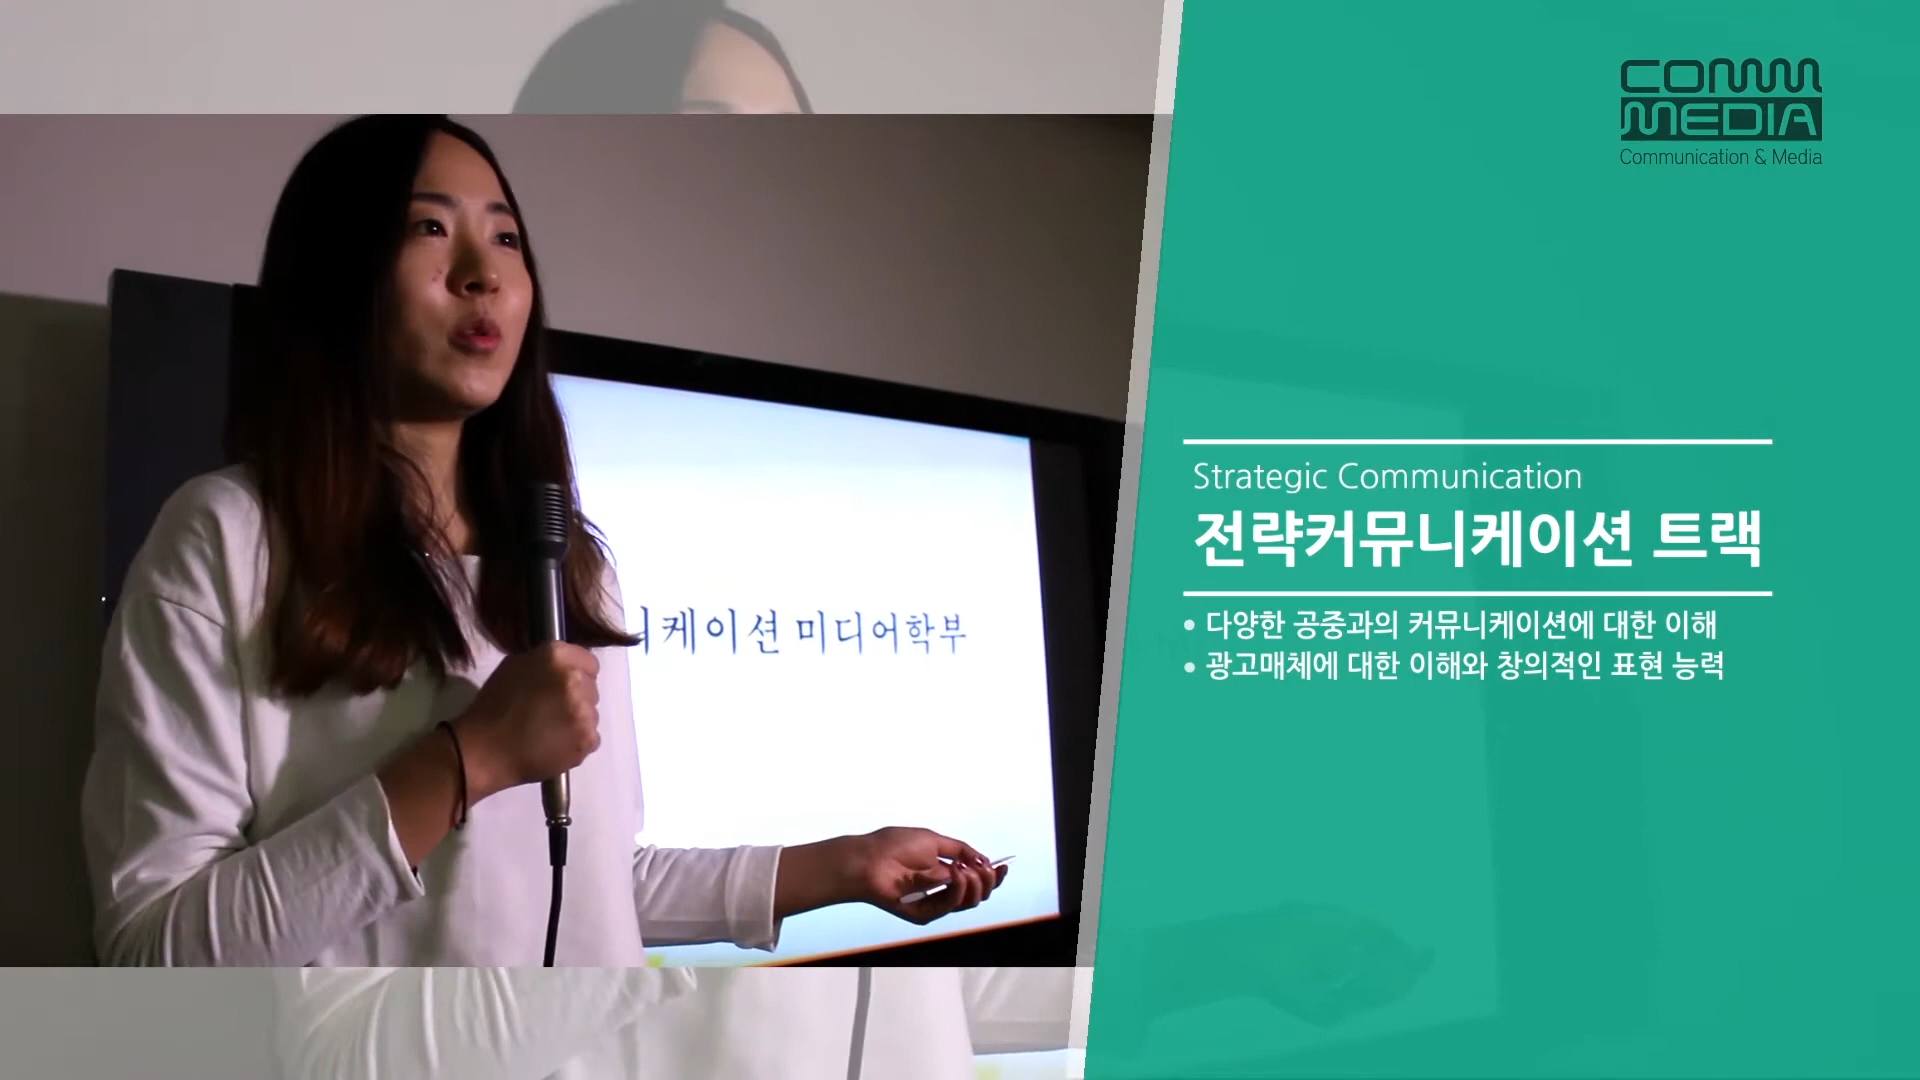 COMM
MEDIA
Communication & Media
Strategic Communication
전략커뮤니케이션 트랙
• 다양한 공중과의 커뮤니케이션에 대한 이해
• 광고매체에 대한 이해와 창의적인 표현 능력
니케이션 미디어학부